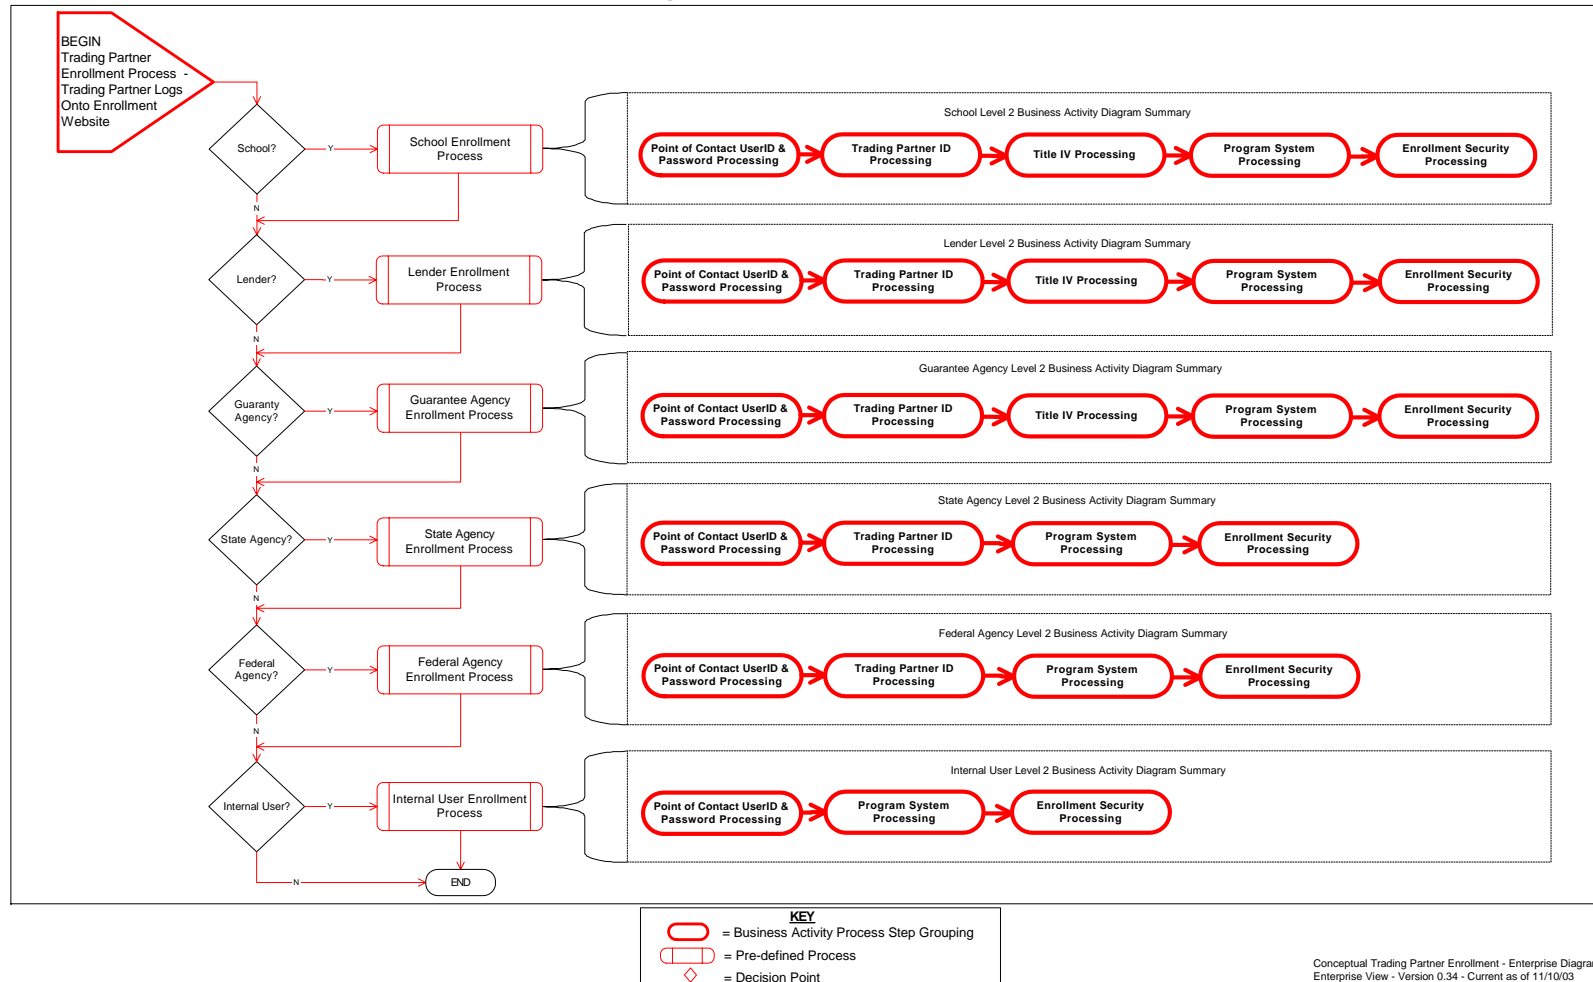 BEGIN
Trading Partner
Enrollment Process -
Trading Partner Logs
Onto Enrollment
Website
School?
Y
School Enrollment
Process
N
School Level 2 Business Activity Diagram Summary
Point of Contact UserID &
Password Processing
Trading Partner ID
Processing
Title IV Processing
Program System
Processing
Enrollment Security
Processing
Lender?
Y
Lender Enrollment
Process
N
Lender Level 2 Business Activity Diagram Summary
Point of Contact UserID &
Password Processing
Trading Partner ID
Processing
Title IV Processing
Program System
Processing
Enrollment Security
Processing
Guaranty
Agency?
Y
Guarantee Agency
Enrollment Process
N
Guarantee Agency Level 2 Business Activity Diagram Summary
Point of Contact UserID &
Password Processing
Trading Partner ID
Processing
Title IV Processing
Program System
Processing
Enrollment Security
Processing
State Agency?
Y
State Agency
Enrollment Process
N
State Agency Level 2 Business Activity Diagram Summary
Point of Contact UserID &
Password Processing
Trading Partner ID
Processing
Program System
Processing
Enrollment Security
Processing
Federal
Agency?
Y
Federal Agency
Enrollment Process
N
Federal Agency Level 2 Business Activity Diagram Summary
Point of Contact UserID &
Password Processing
Trading Partner ID
Processing
Program System
Processing
Enrollment Security
Processing
Internal User?
Y
Internal User Enrollment
Process
N
Internal User Level 2 Business Activity Diagram Summary
Point of Contact UserID &
Password Processing
Program System
Processing
Enrollment Security
Processing
END
KEY
= Business Activity Process Step Grouping
= Pre-defined Process
= Decision Point
Conceptual Trading Partner Enrollment - Enterprise Diagram
Enterprise View - Version 0.34 - Current as of 11/10/03